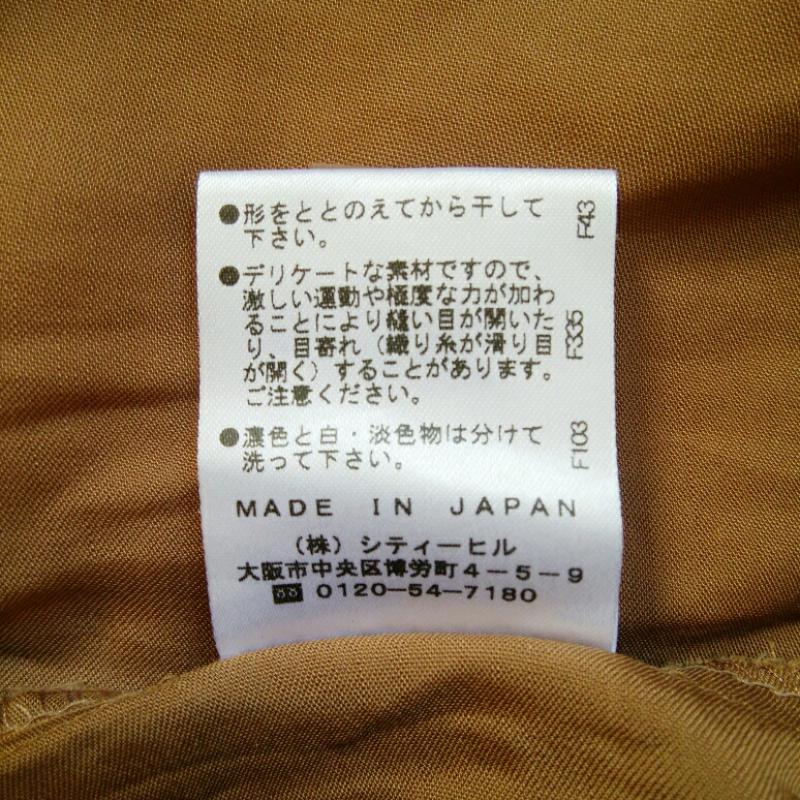 ●形をととのえてから干して
下さい。
F43
●デリケートな素材ですので、
激しい運動や極度な力が加わ
ることにより縫い目が開いた
り、目寄れ（織り糸が滑り目
が開く）することがあります。
ご注意ください。
F335
●濃色と白・淡色物は分けて
洗って下さい。
F103
MADE IN JAPAN
（株）シティーヒル
大阪市中央区博労町4-5-9
0120-54-7180